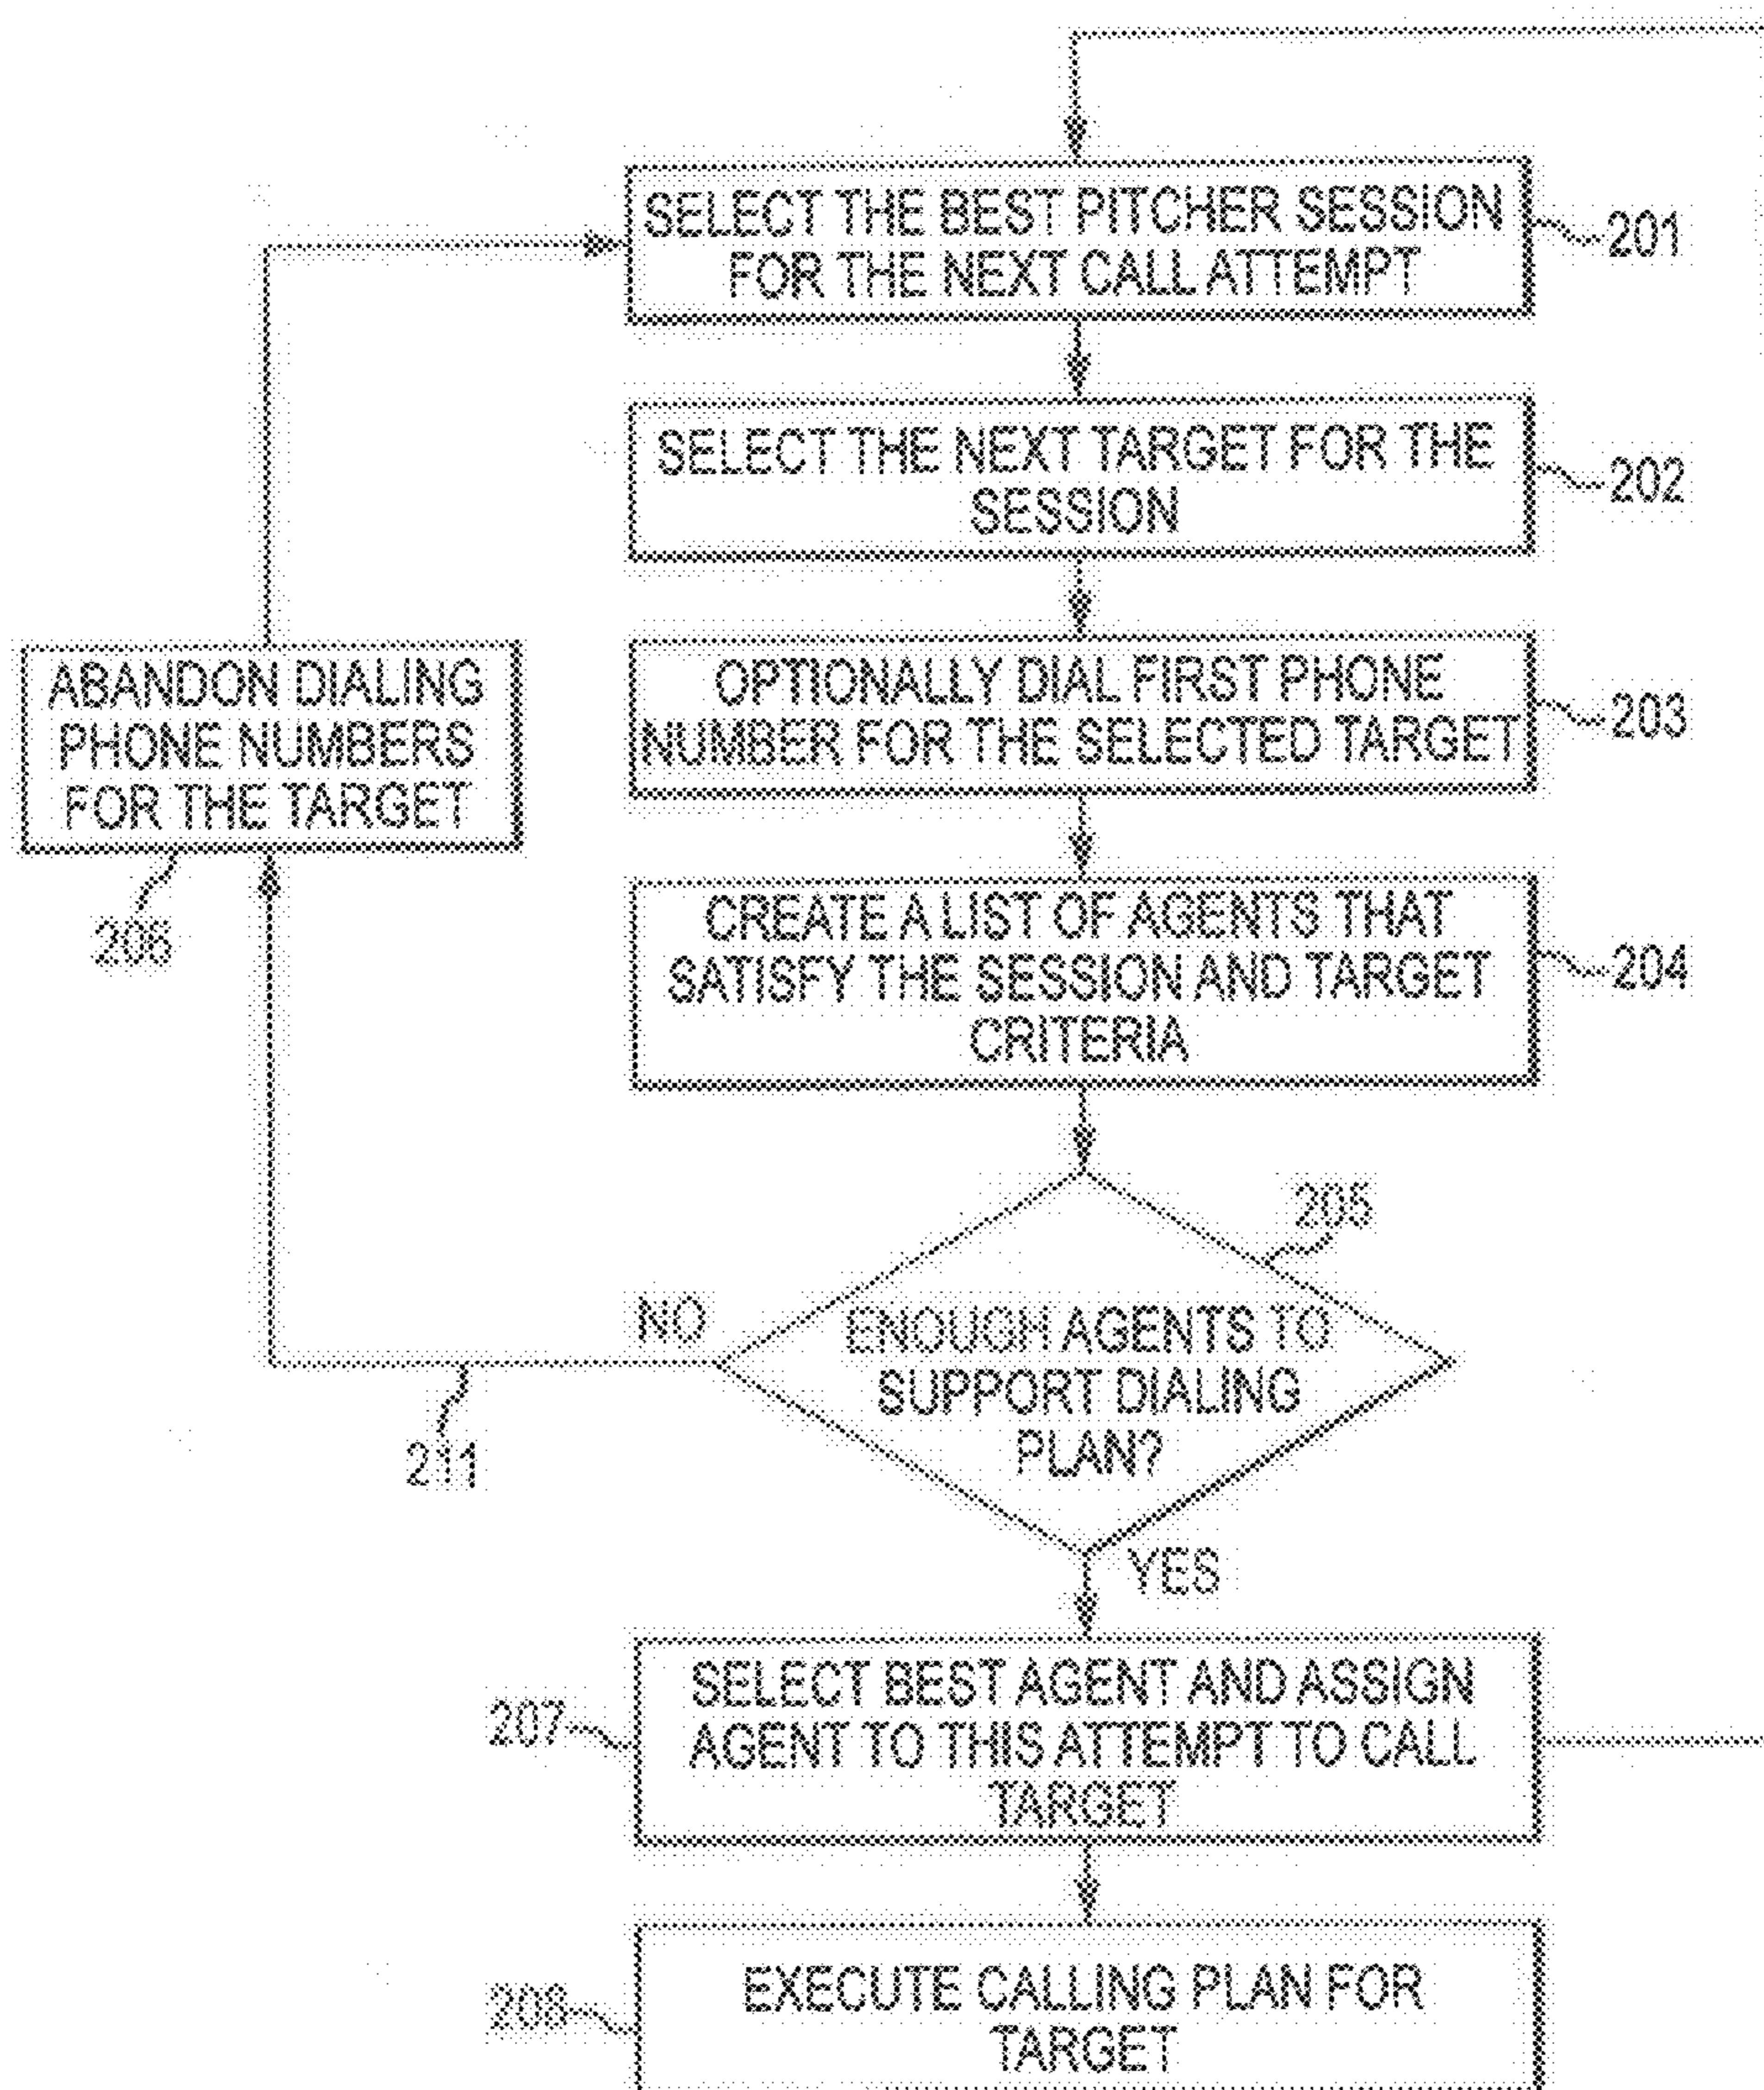 SELECT THE BEST PITCHER SESSION
FOR THE NEXT CALL ATTEMPT
201
SELECT THE NEXT TARGET FOR THE
SESSION
202
OPTIONALLY DIAL FIRST PHONE
NUMBER FOR THE SELECTED TARGET
203
ABANDON DIALING
PHONE NUMBERS
FOR THE TARGET
206
CREATE A LIST OF AGENTS THAT
SATISFY THE SESSION AND TARGET
CRITERIA
204
205
NO
ENOUGH AGENTS TO
SUPPORT DIALING
PLAN?
211
YES
SELECT BEST AGENT AND ASSIGN
AGENT TO THIS ATTEMPT TO CALL
TARGET
207
EXECUTE CALLING PLAN FOR
TARGET
208